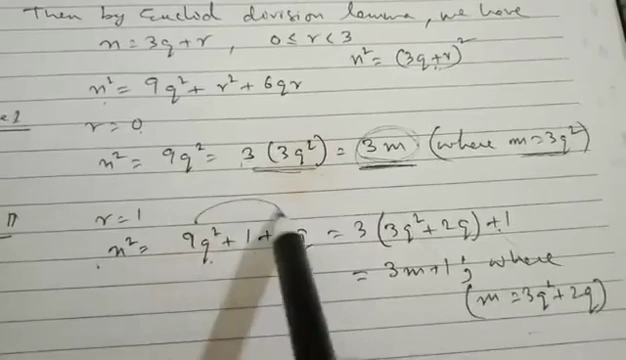 Then by Euclid division lemma, we have
n = 3q + r , 0 ≤ r < 3
n² = (3q + r)²
n² = 9q² + r² + 6qr
r = 0
n² = 9q² = 3 (3q²) = 3m (where m = 3q²)
r = 1
n² = 9q² + 1 + = 3 (3q² + 2q) + 1
= 3m + 1 ; where
(m = 3q² + 2q)